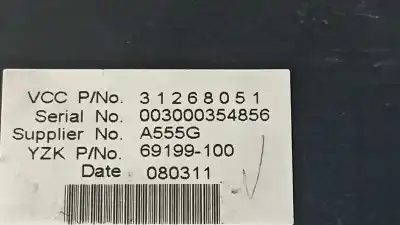 VCC P/No. 31268051
Serial No. 003000354856
Supplier No. A555G
YZK P/No. 69199-100
Date 080311